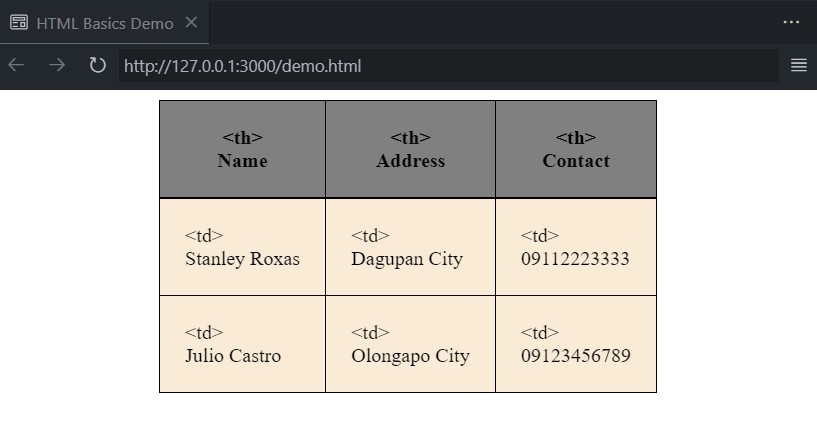 HTML Basics Demo
http://127.0.0.1:3000/demo.html
<th> <th> <th>
Name Address Contact
<td> <td> <td>
Stanley Roxas Dagupan City 09112223333
<td> <td> <td>
Julio Castro Olongapo City 09123456789